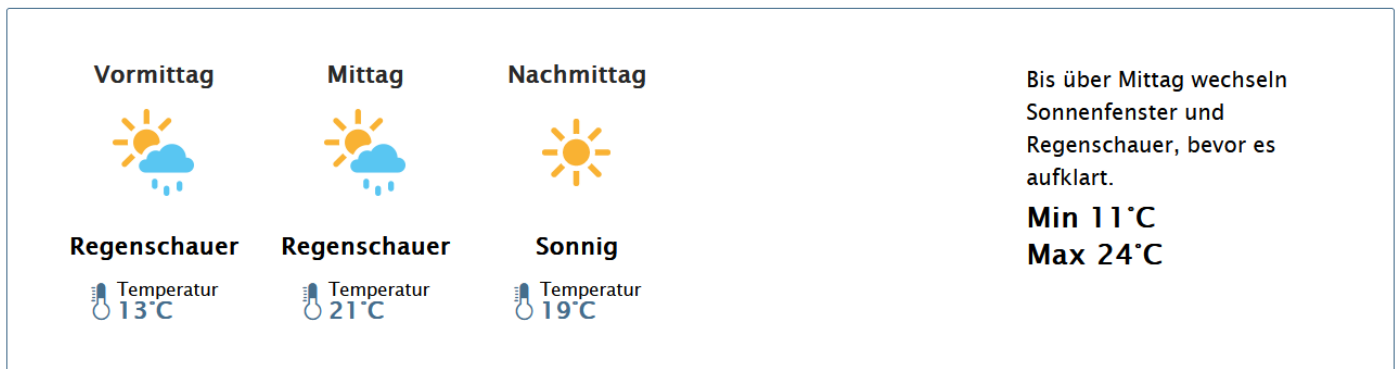 Vormittag
Mittag
Nachmittag
Regenschauer
Regenschauer
Sonnig
Temperatur
13°C
Temperatur
21°C
Temperatur
19°C
Bis über Mittag wechseln
Sonnenfenster und
Regenschauer, bevor es
aufklart.
Min 11°C
Max 24°C